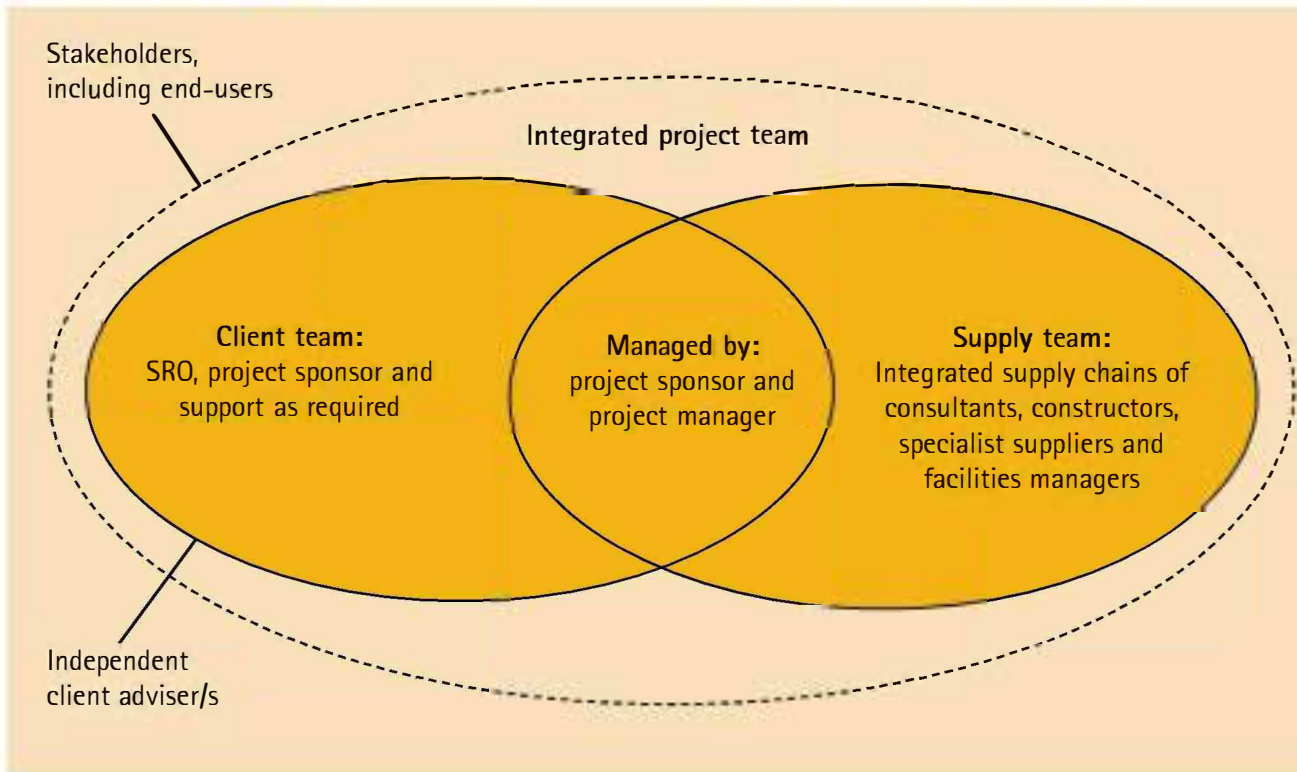 Stakeholders,
including end-users
Integrated project team
Client team:
SRO, project sponsor and
support as required
Managed by:
project sponsor and
project manager
Supply team:
Integrated supply chains of
consultants, constructors,
specialist suppliers and
facilities managers
Independent
client adviser/s